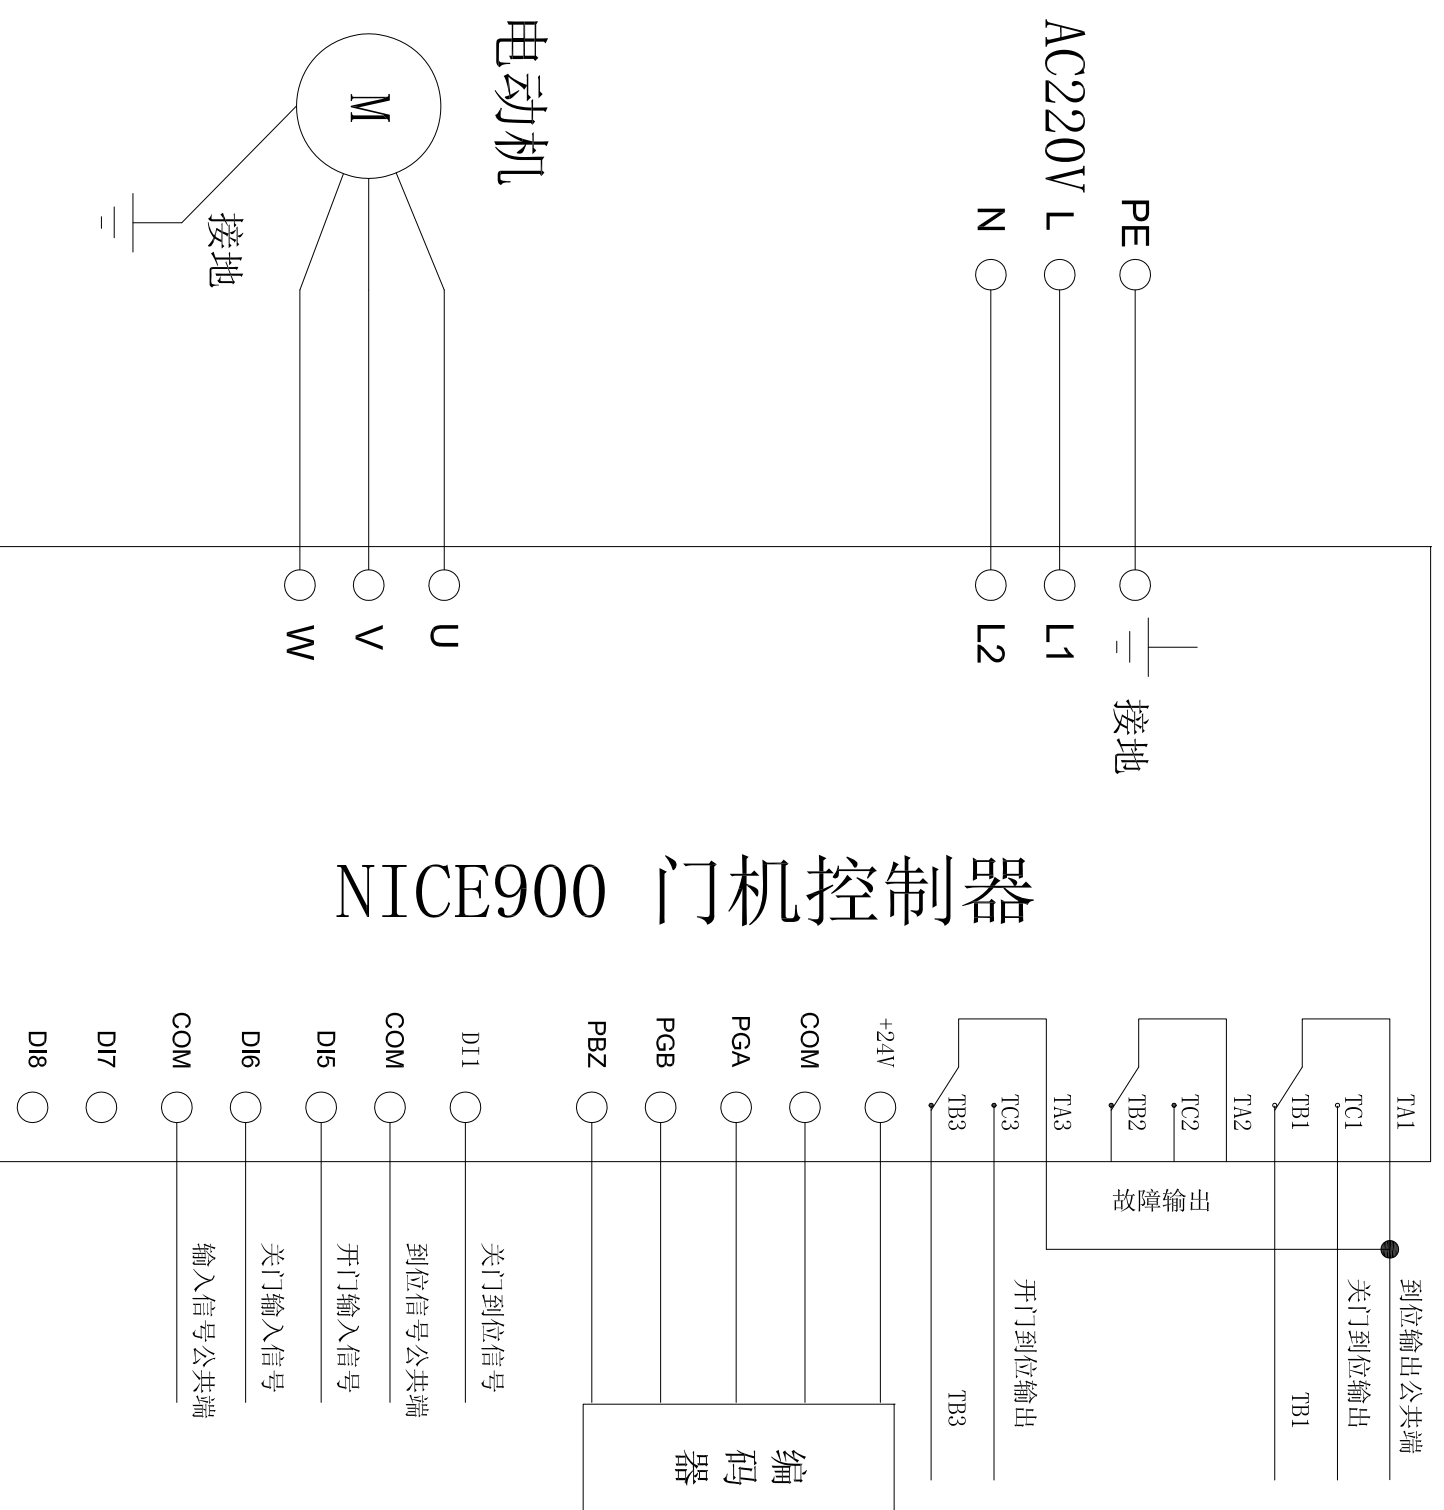 电动机
M
接地
AC220V
N
L
PE
W
V
U
L2
L1
接地
NICE900 门机控制器
DI8
DI7
COM
DI6
DI5
COM
DI1
PBZ
PGB
PGA
COM
+24V
TB3
TC3
TA3
TB2
TC2
TA2
TB1
TC1
TA1
故障输出
输入信号公共端
关门输入信号
开门输入信号
到位信号公共端
关门到位信号
编码器
TB3
开门到位输出
TB1
关门到位输出
到位输出公共端